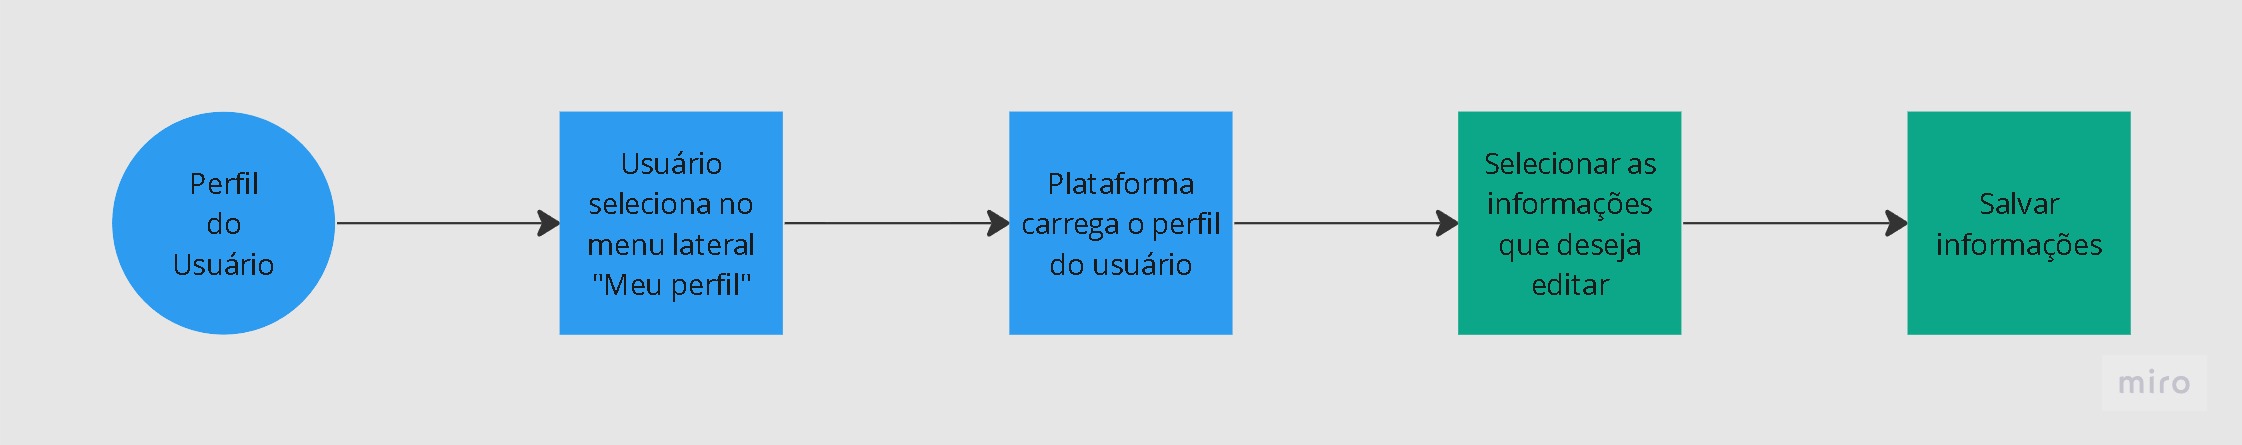 Perfil
do
Usuário
Usuário
seleciona no
menu lateral
"Meu perfil"
Plataforma
carrega o perfil
do usuário
Selecionar as
informações
que deseja
editar
Salvar
informações
miro